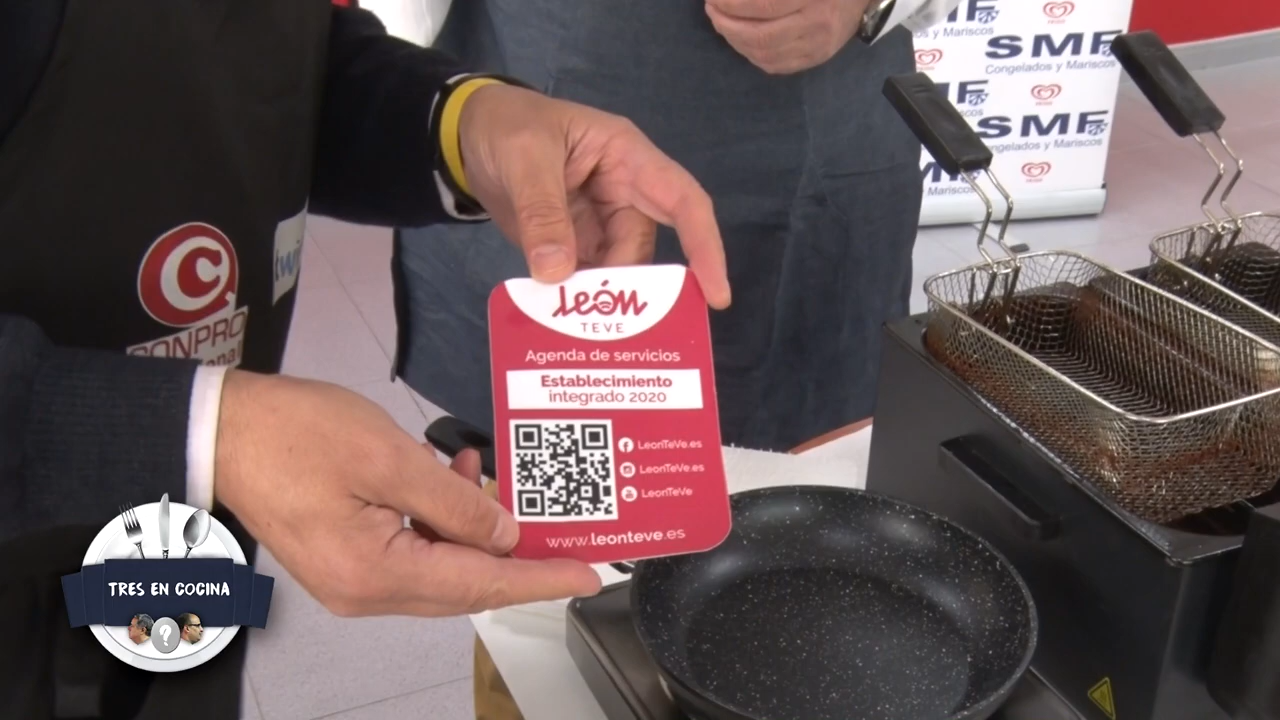 león
TEVE
Agenda de servicios
Establecimiento
integrado 2020
LeonTeVe.es
LeonTeVe.es
LeonTeVe
www.leonteve.es
TRES EN COCINA
?
C
SMF
Congelados y Mariscos
SMF
Congelados y Mariscos